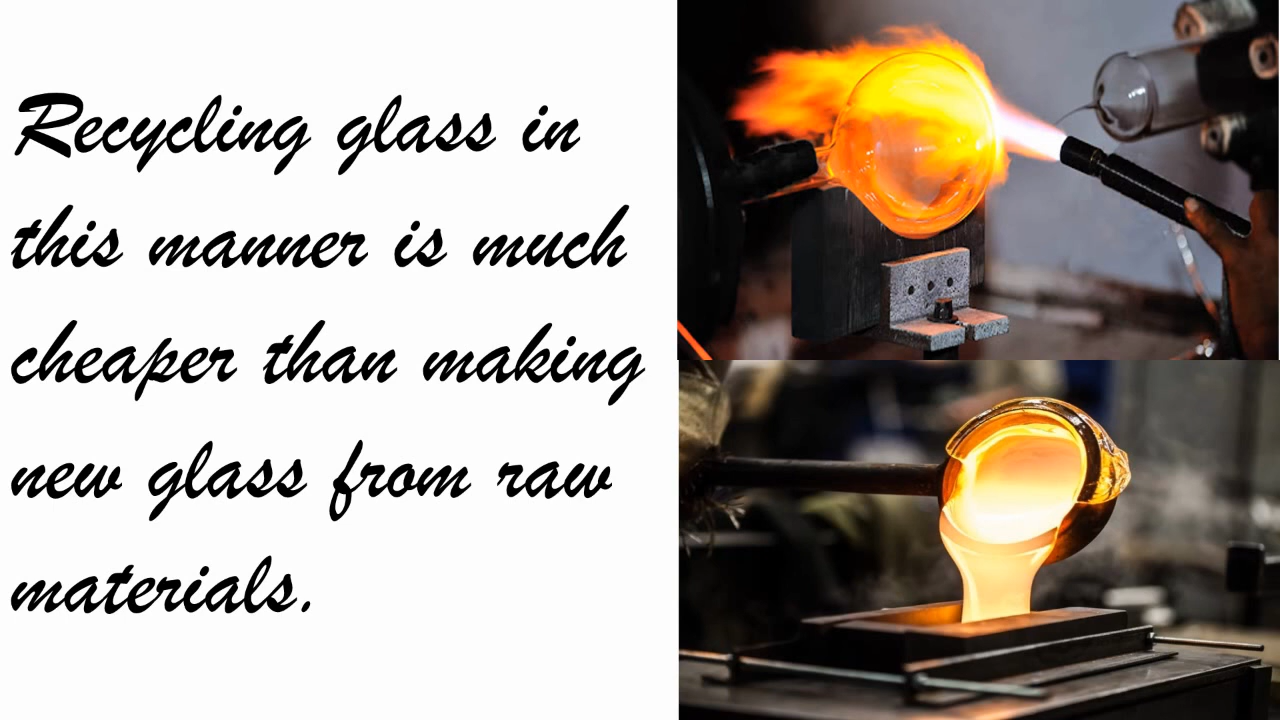 Recycling glass in
this manner is much
cheaper than making
new glass from raw
materials.